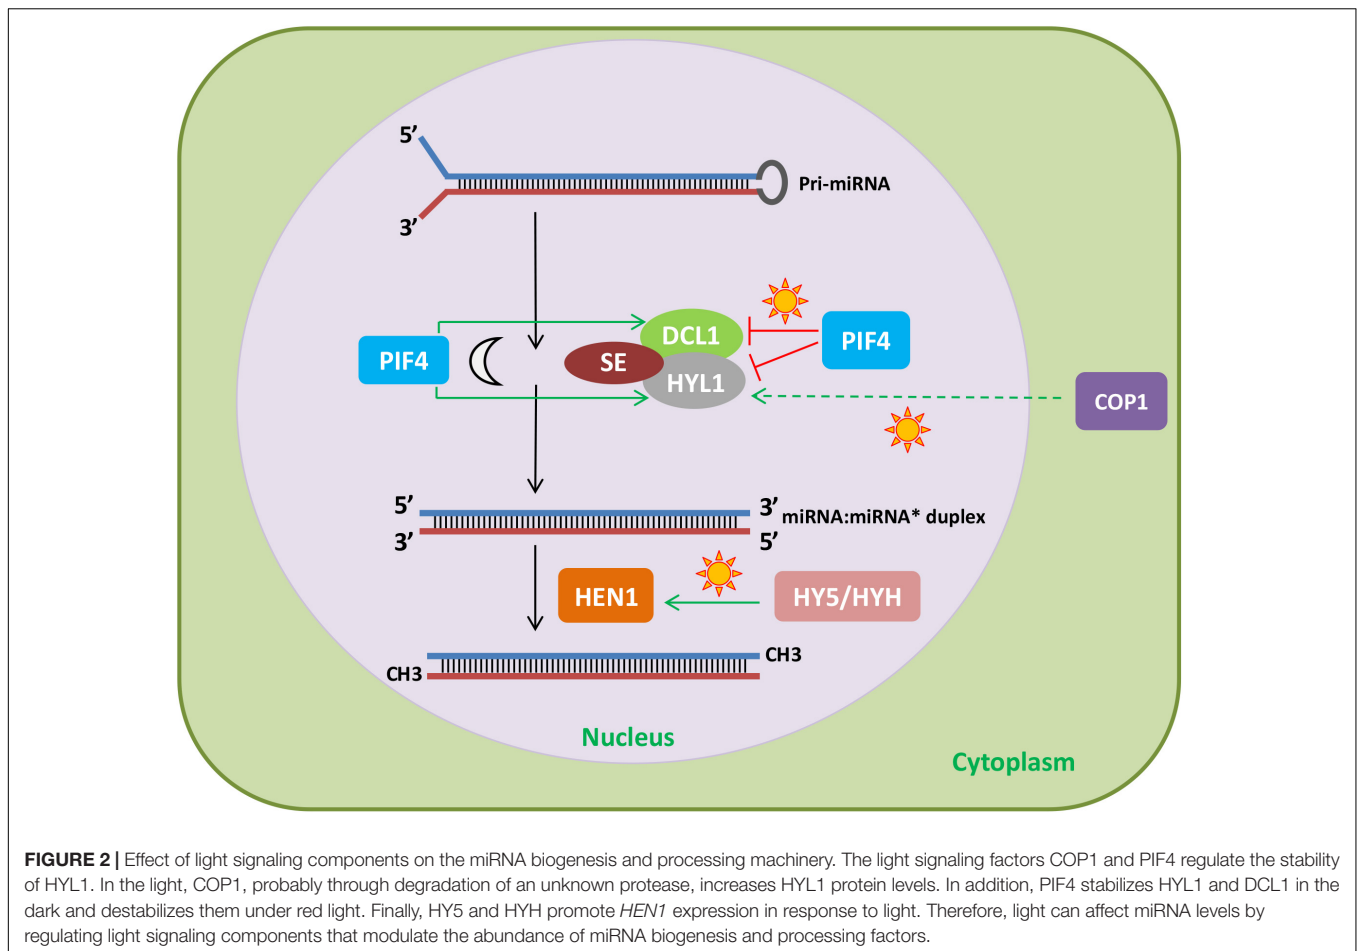 5’
Pri-miRNA
3’
DCL1
PIF4
SE
PIF4
HYL1
COP1
5’
3’
miRNA:miRNA* duplex
3’
5’
HEN1
HY5/HYH
CH3
CH3
Nucleus
Cytoplasm
FIGURE 2 | Effect of light signaling components on the miRNA biogenesis and processing machinery. The light signaling factors COP1 and PIF4 regulate the stability
of HYL1. In the light, COP1, probably through degradation of an unknown protease, increases HYL1 protein levels. In addition, PIF4 stabilizes HYL1 and DCL1 in the
dark and destabilizes them under red light. Finally, HY5 and HYH promote HEN1 expression in response to light. Therefore, light can affect miRNA levels by
regulating light signaling components that modulate the abundance of miRNA biogenesis and processing factors.